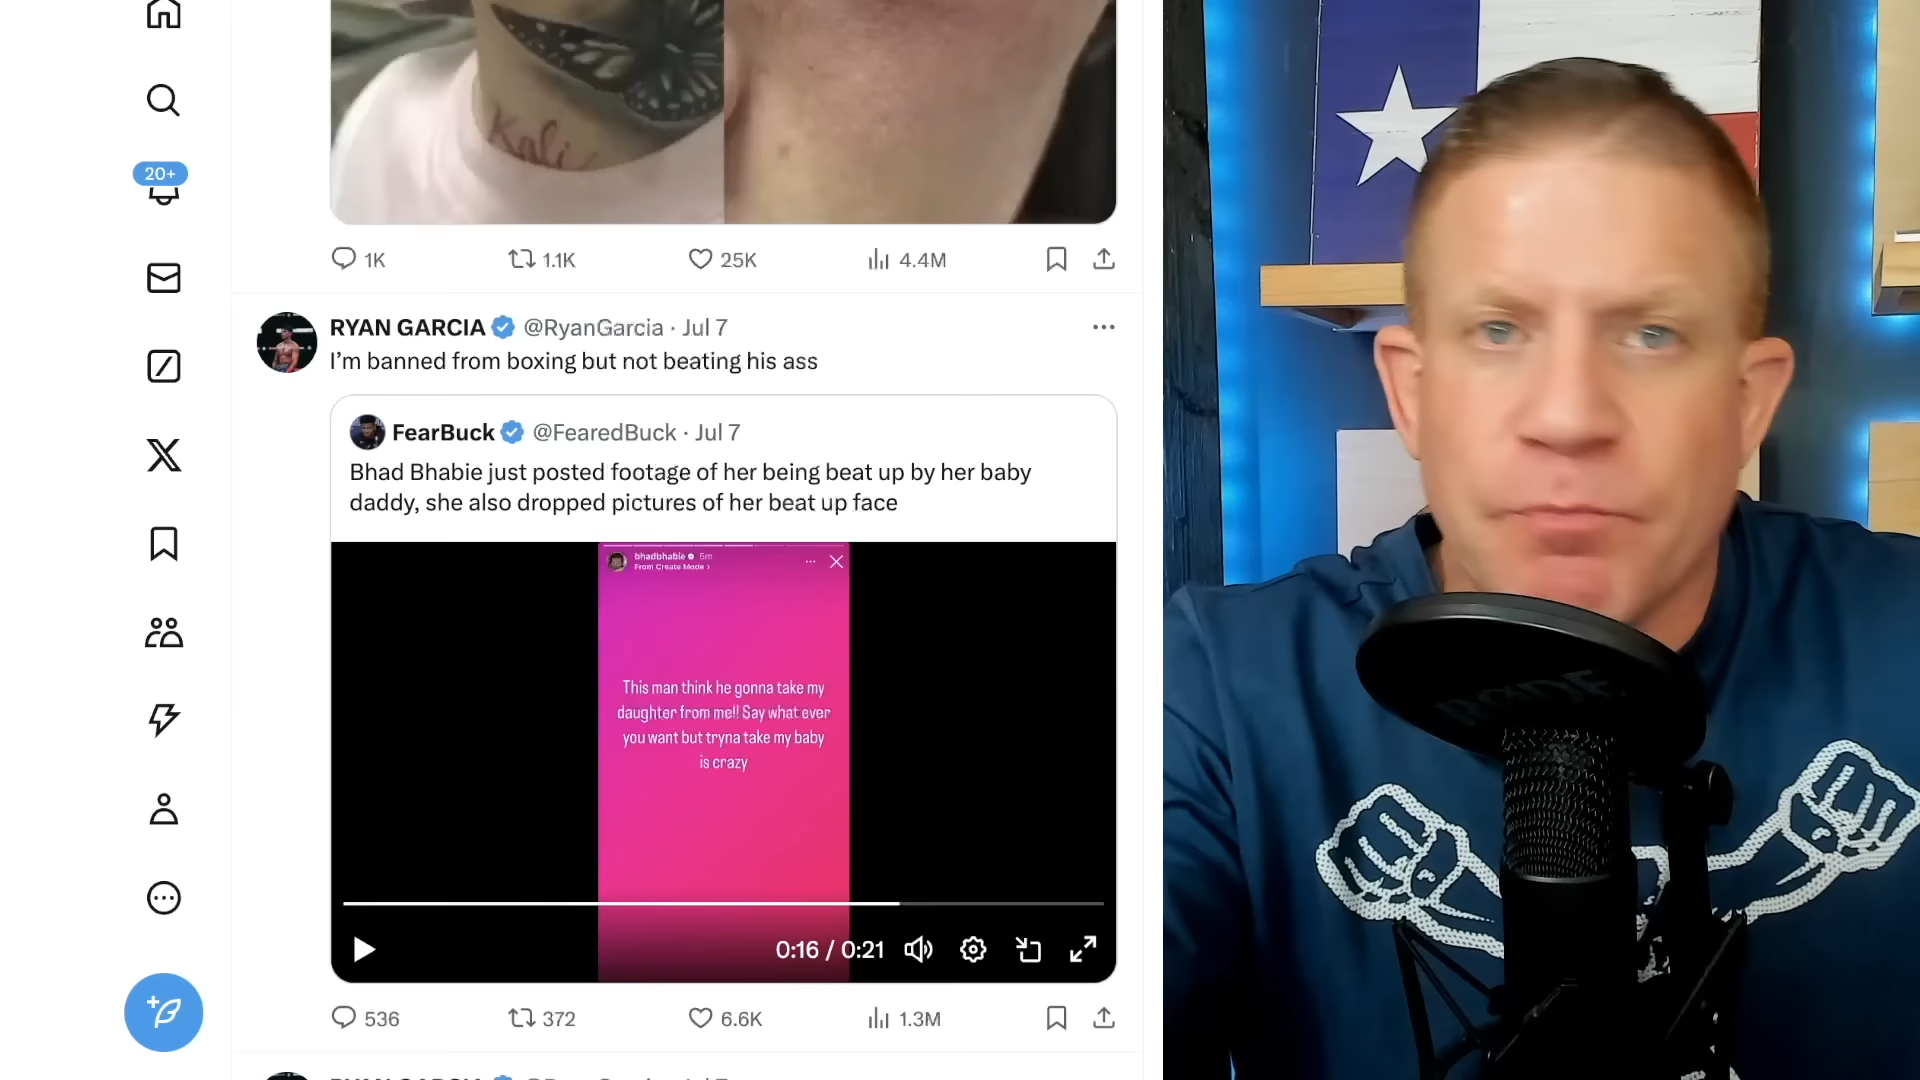 Kali
1K 1.1K 25K 4.4M
20+
RYAN GARCIA @RyanGarcia · Jul 7
I’m banned from boxing but not beating his ass
FearBuck @FearedBuck · Jul 7
Bhad Bhabie just posted footage of her being beat up by her baby
daddy, she also dropped pictures of her beat up face
bhadbhabie 5m
From Create Mode ›
This man think he gonna take my
daughter from me!! Say what ever
you want but tryna take my baby
is crazy
0:16 / 0:21
536 372 6.6K 1.3M
RODE